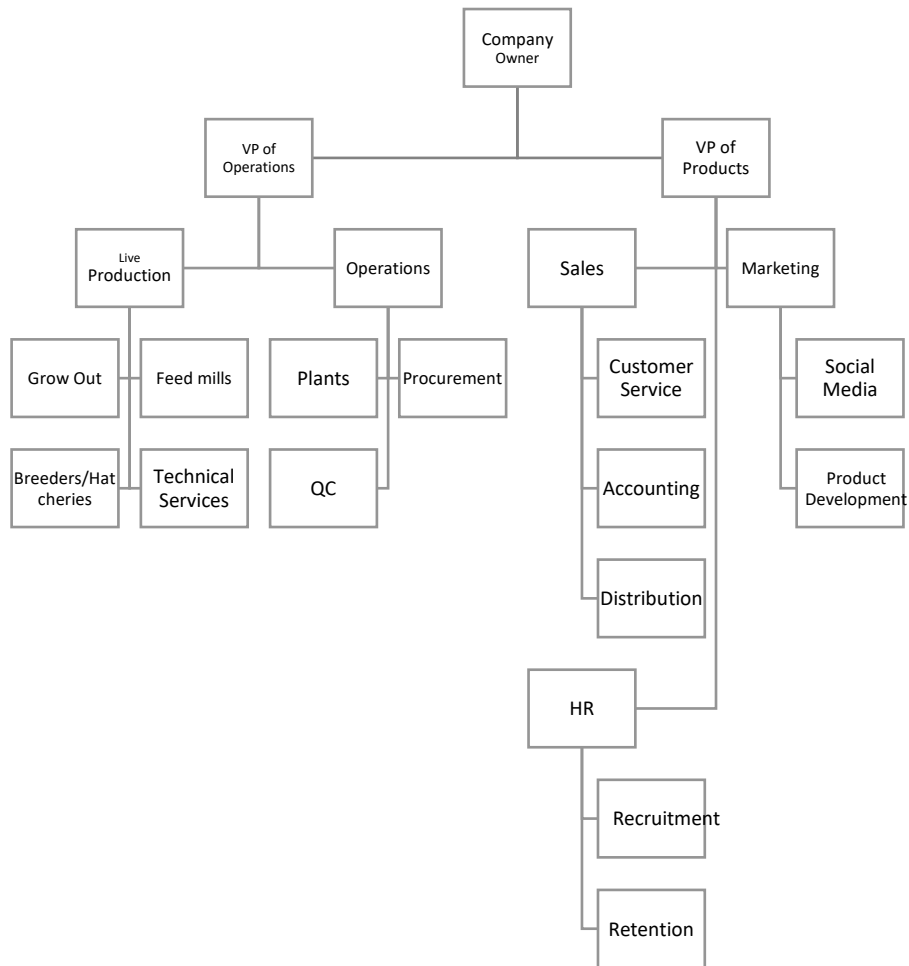 Company
Owner
VP of
Operations
VP of
Products
Live
Production
Operations
Sales
Marketing
Grow Out
Feed mills
Plants
Procurement
Customer
Service
Social
Media
Breeders/Hat
cheries
Technical
Services
QC
Accounting
Product
Development
Distribution
HR
Recruitment
Retention